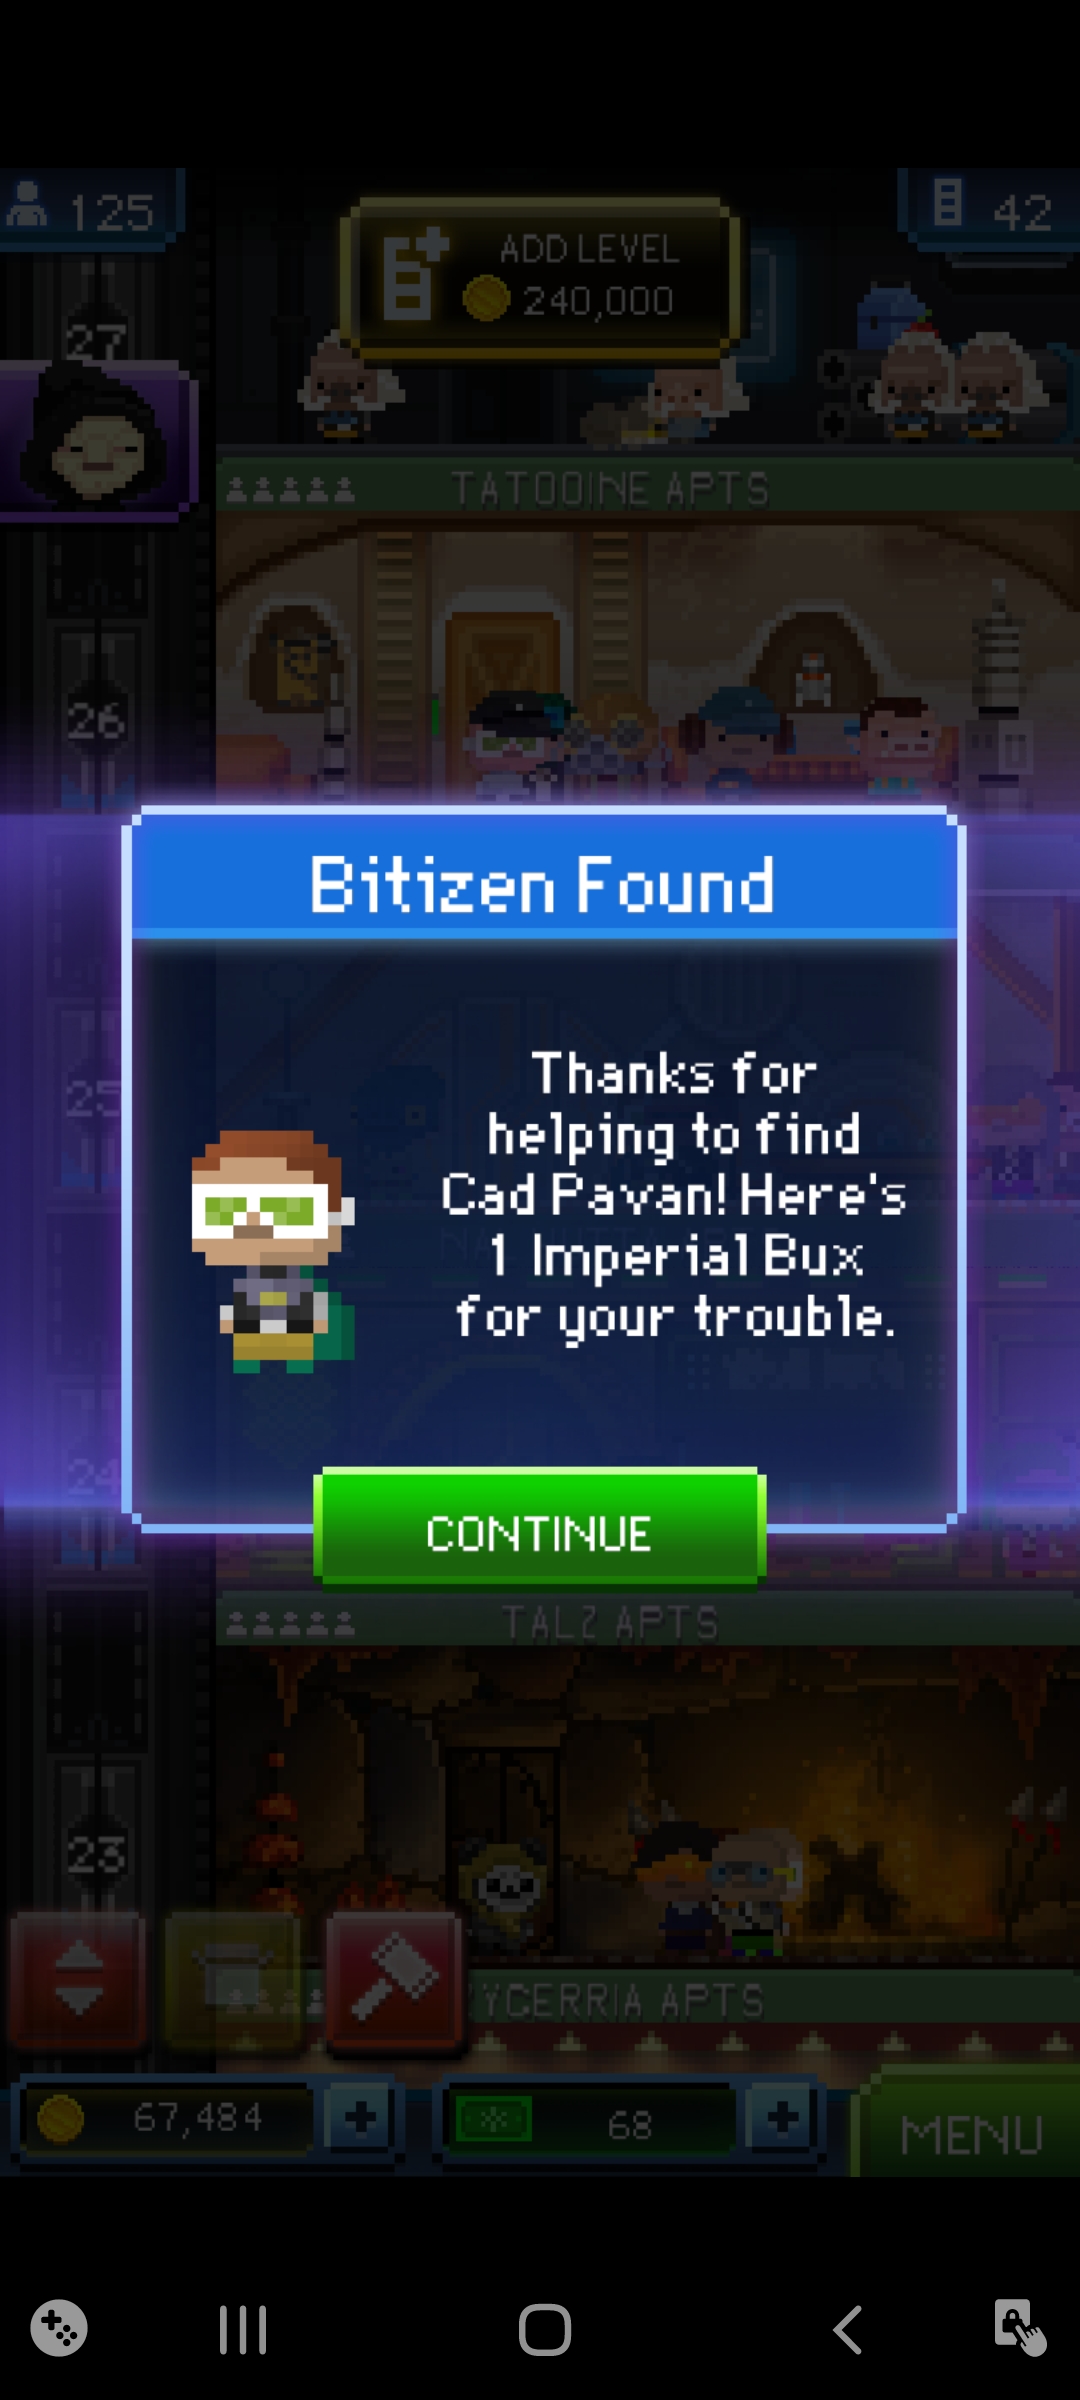 125
42
ADD LEVEL
240,000
27
TATOOINE APTS
26
Bitizen Found
25
Thanks for
helping to find
Cad Pavan! Here's
1 Imperial Bux
for your trouble.
24
CONTINUE
TALZ APTS
23
YCERRIA APTS
67,484
68
MENU